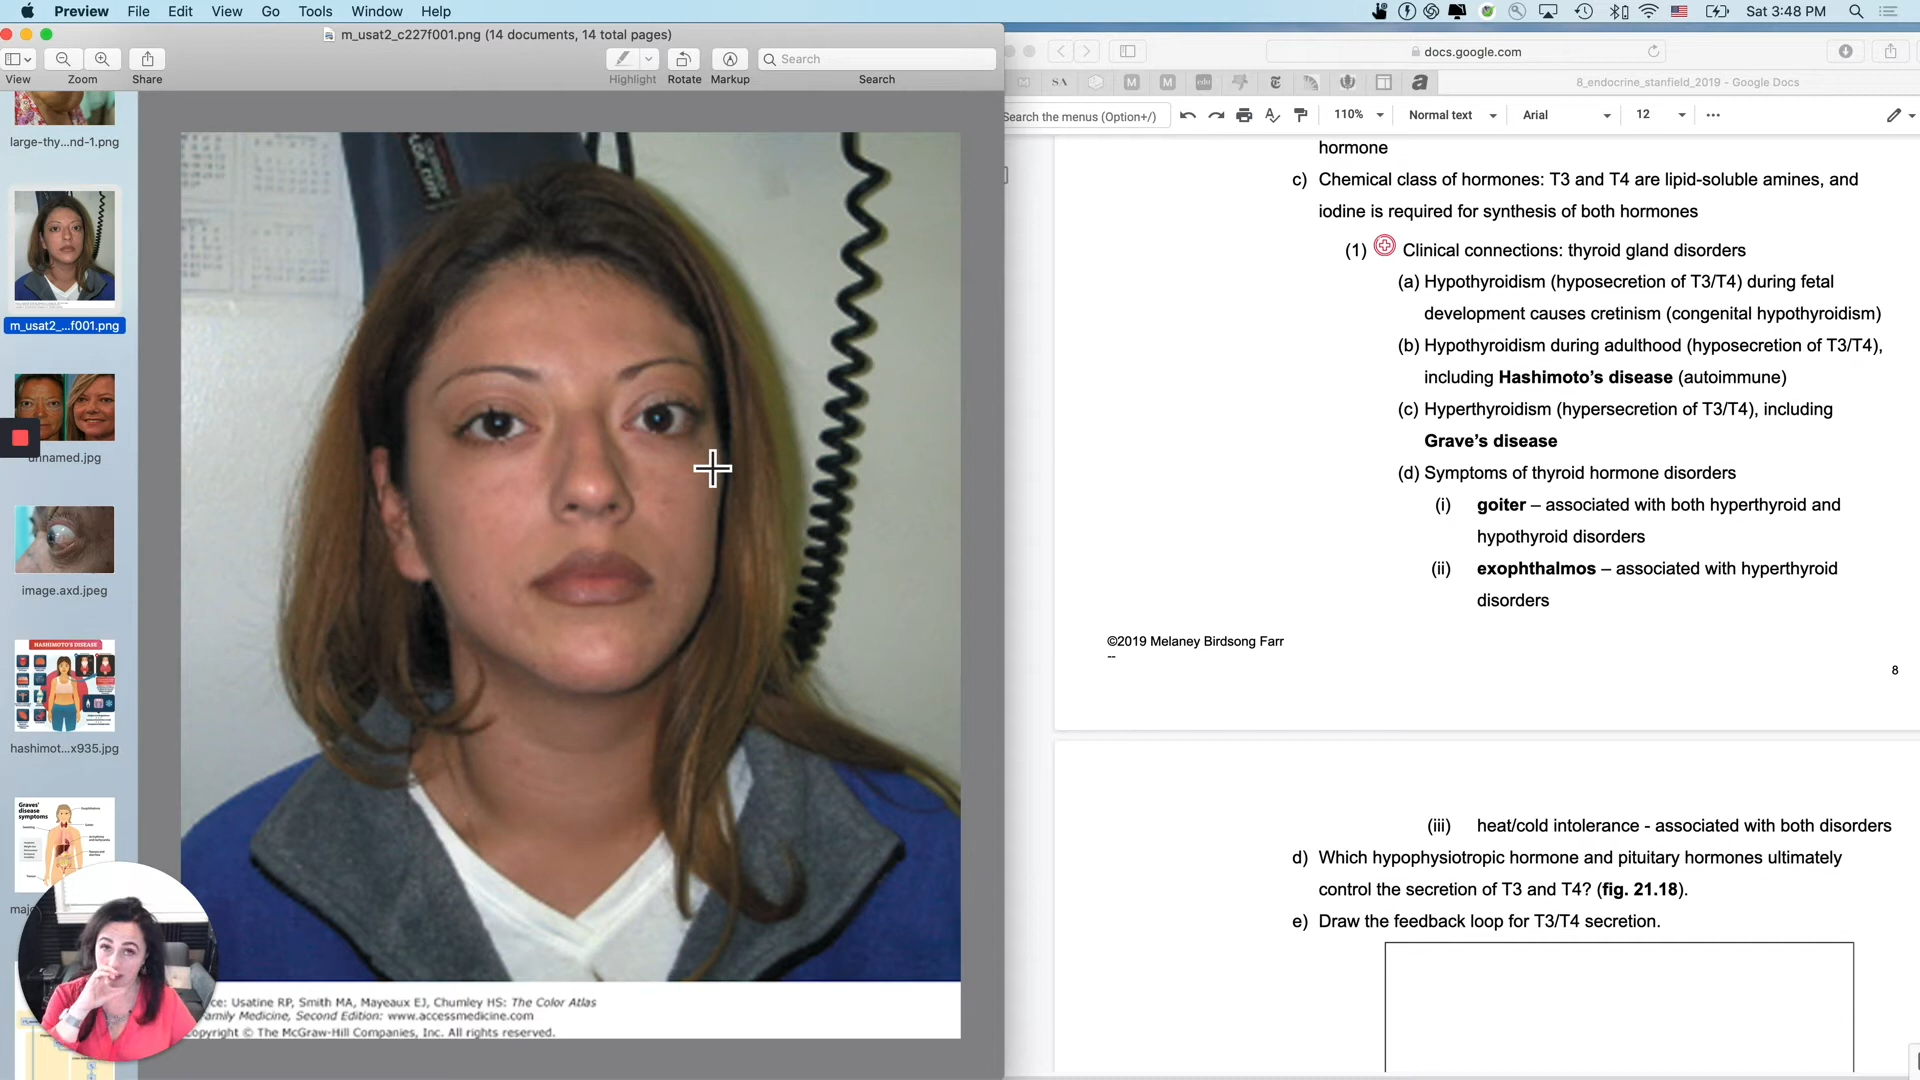 Preview File Edit View Go Tools Window Help
Sat 3:48 PM
m_usat2_c227f001.png (14 documents, 14 total pages)
View
Zoom
Share
Highlight
Rotate
Markup
Search
Search
large-thy...nd-1.png
m_usat2_...f001.png
unnamed.jpg
image.axd.jpeg
HASHIMOTO'S DISEASE
hashimot...x935.jpg
Graves'
disease
symptoms
ce: Usatine RP, Smith MA, Mayeaux EJ, Chumley HS: The Color Atlas
amily Medicine, Second Edition: www.accessmedicine.com
opyright © The McGraw-Hill Companies, Inc. All rights reserved.
docs.google.com
SA M M edu a
8_endocrine_stanfield_2019 - Google Docs
Search the menus (Option+/)
110% Normal text Arial 12
hormone
c) Chemical class of hormones: T3 and T4 are lipid-soluble amines, and
iodine is required for synthesis of both hormones
(1) Clinical connections: thyroid gland disorders
(a) Hypothyroidism (hyposecretion of T3/T4) during fetal
development causes cretinism (congenital hypothyroidism)
(b) Hypothyroidism during adulthood (hyposecretion of T3/T4),
including Hashimoto's disease (autoimmune)
(c) Hyperthyroidism (hypersecretion of T3/T4), including
Grave's disease
(d) Symptoms of thyroid hormone disorders
(i) goiter – associated with both hyperthyroid and
hypothyroid disorders
(ii) exophthalmos – associated with hyperthyroid
disorders
©2019 Melaney Birdsong Farr
--
8
(iii) heat/cold intolerance - associated with both disorders
d) Which hypophysiotropic hormone and pituitary hormones ultimately
control the secretion of T3 and T4? (fig. 21.18).
e) Draw the feedback loop for T3/T4 secretion.